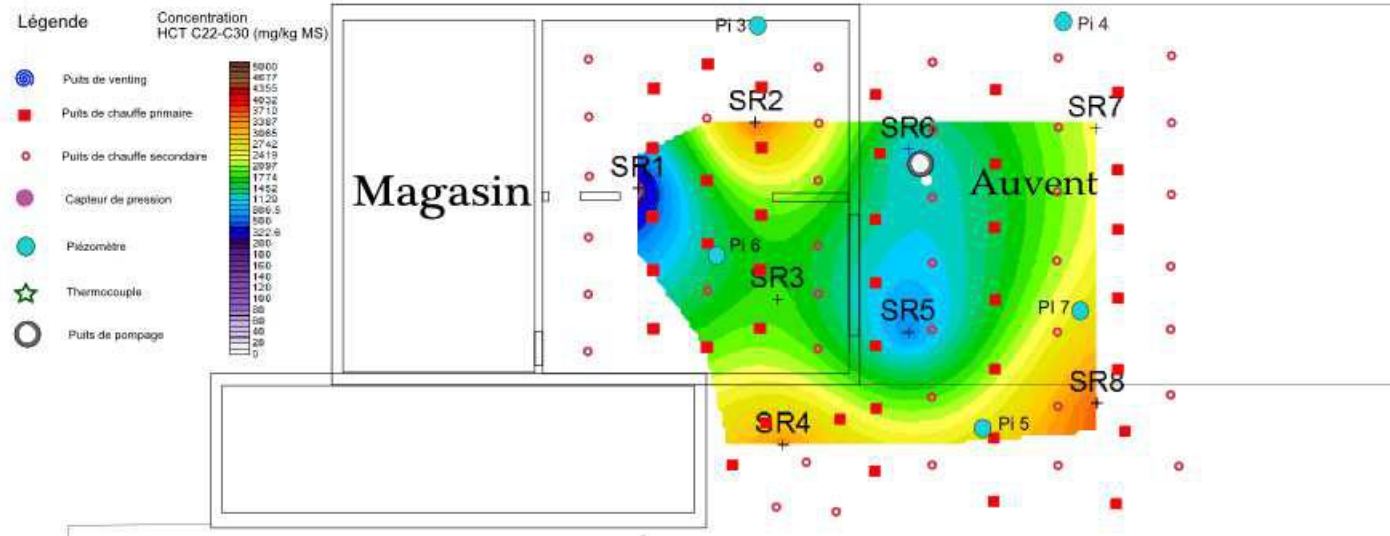 Légende
Concentration
HCT C22-C30 (mg/kg MS)
Puits de venting
Puits de chauffe primaire
Puits de chauffe secondaire
Capteur de pression
Piézomètre
Thermocouple
Puits de pompage
5000
4677
4355
4032
3710
3387
3065
2742
2419
2097
1774
1452
1129
806.5
500
322.6
200
180
160
140
120
100
80
60
40
20
0
Pi 3
Pi 4
SR2
SR7
SR6
SR1
Magasin
Auvent
Pi 6
SR3
SR5
PI 7
SR8
SR4
Pi 5